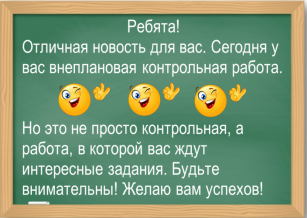 Ребята!
Отличная новость для вас. Сегодня у
вас внеплановая контрольная работа.
Но это не просто контрольная, а
работа, в которой вас ждут
интересные задания. Будьте
внимательны! Желаю вам успехов!